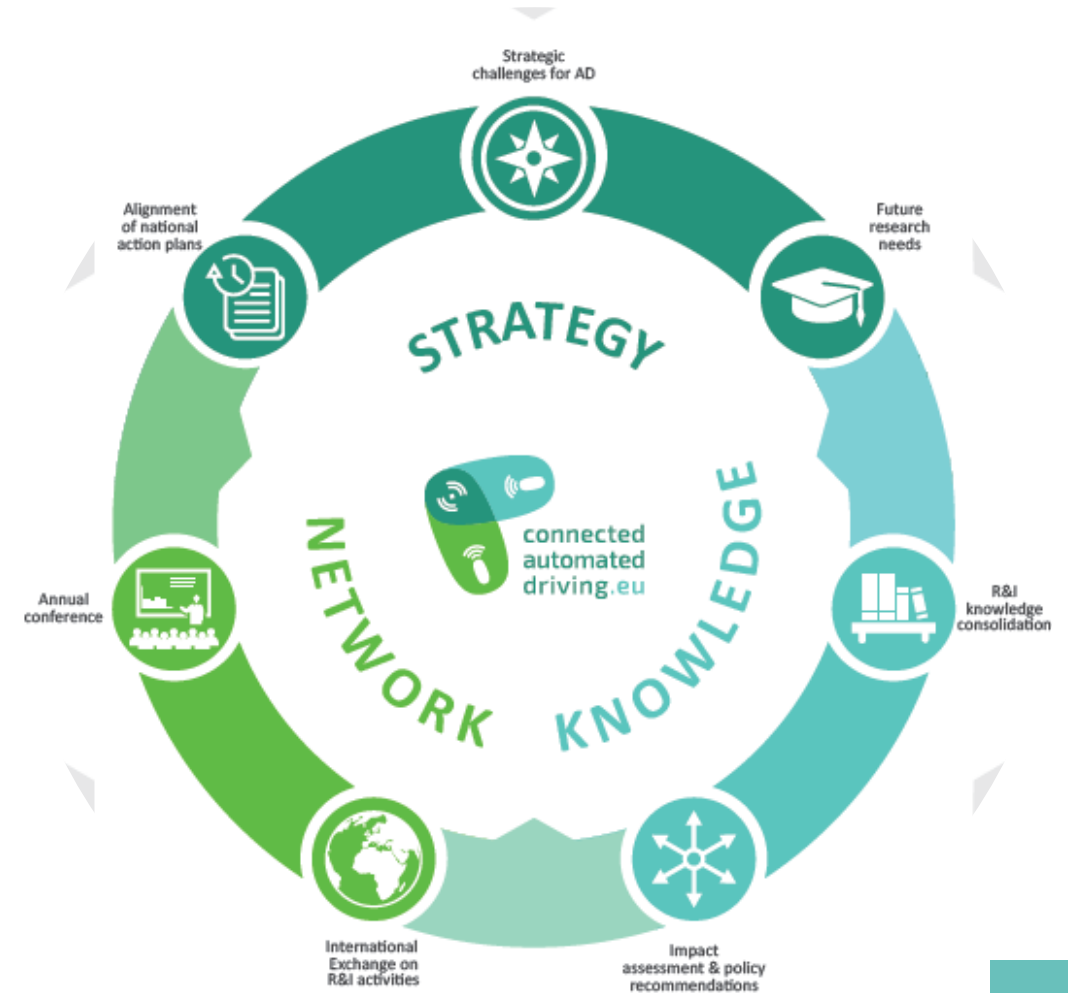 Strategic
challenges for AD
Alignment
of national
action plans
Future
research
needs
STRATEGY
KNOWLEDGE
NETWORK
connected
automated
driving.eu
Annual
conference
R&I
knowledge
consolidation
International
Exchange on
R&I activities
Impact
assessment & policy
recommendations